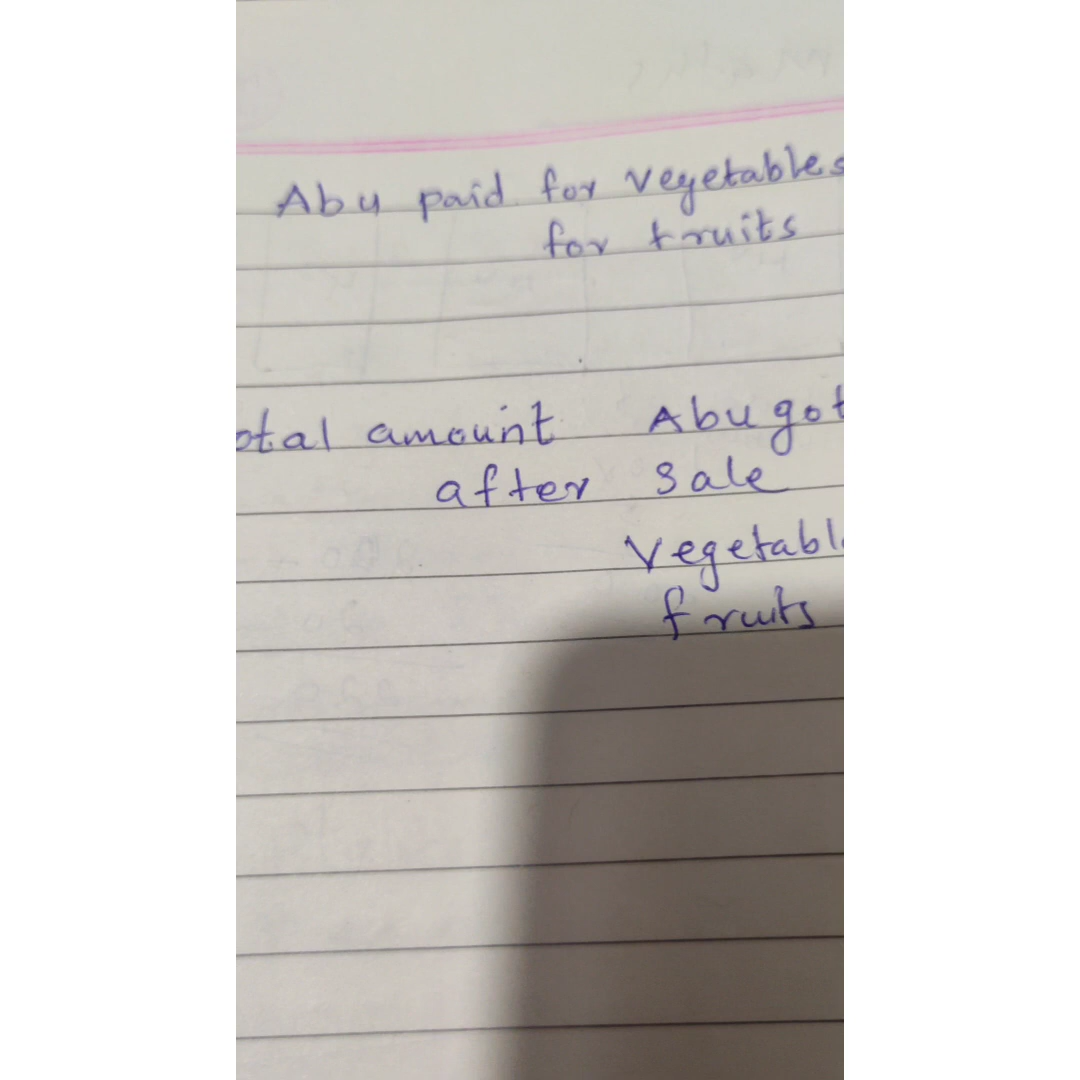 Abu paid for vegetables
for fruits
otal amount Abu got
after sale
vegetabl
fruits